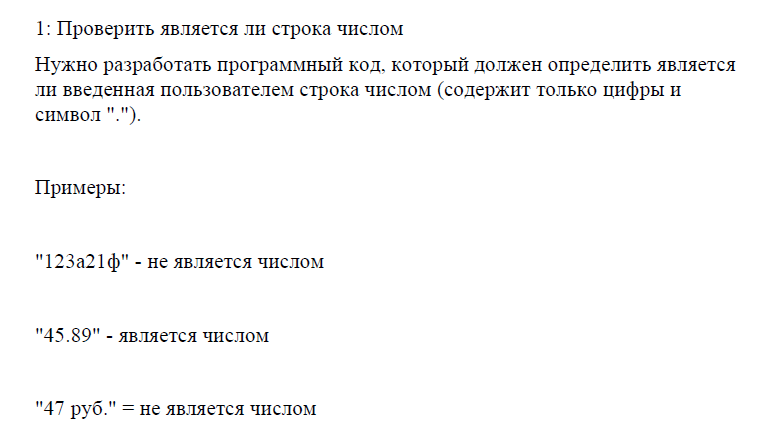 1: Проверить является ли строка числом
Нужно разработать программный код, который должен определить является
ли введенная пользователем строка числом (содержит только цифры и
символ ".").
Примеры:
"123а21ф" - не является числом
"45.89" - является числом
"47 руб." = не является числом